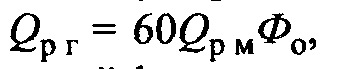 Qр г = 60Qр мФо,